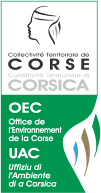 Collectivité Territoriale de
CORSE
Cullettività Territuriale di
CORSICA
OEC
Office de
l'Environnement
de la Corse
UAC
Uffiziu di
l'Ambiente
di a Corsica